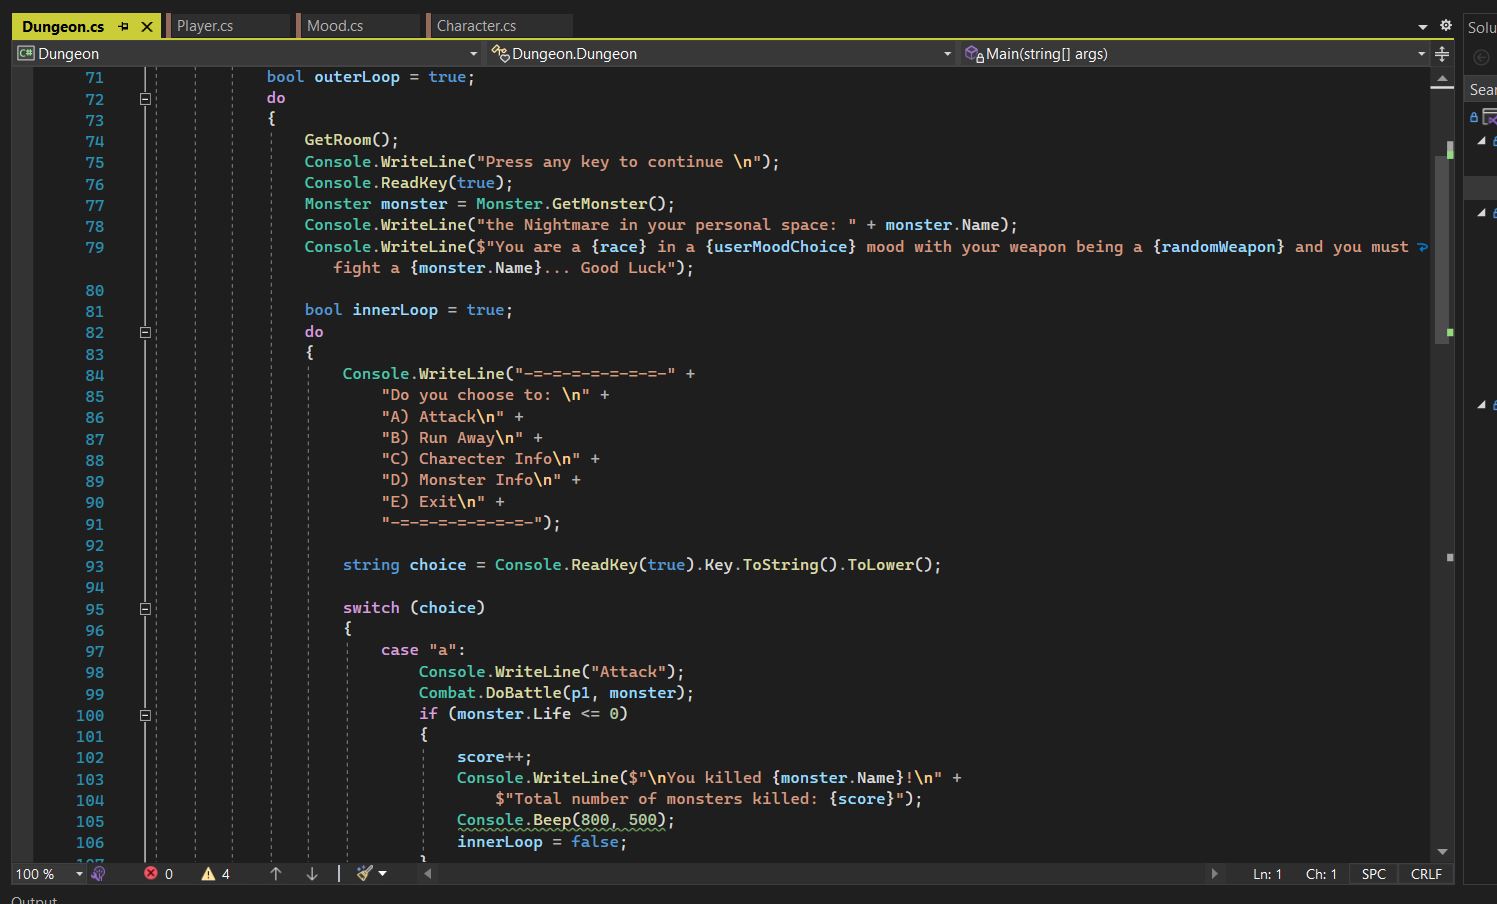 Dungeon.cs Player.cs Mood.cs Character.cs
Solu
C# Dungeon Dungeon.Dungeon Main(string[] args)
Sear
71 bool outerLoop = true;
72 do
73 {
74 GetRoom();
75 Console.WriteLine("Press any key to continue \n");
76 Console.ReadKey(true);
77 Monster monster = Monster.GetMonster();
78 Console.WriteLine("the Nightmare in your personal space: " + monster.Name);
79 Console.WriteLine($"You are a {race} in a {userMoodChoice} mood with your weapon being a {randomWeapon} and you must
fight a {monster.Name}... Good Luck");
80
81 bool innerLoop = true;
82 do
83 {
84 Console.WriteLine("-=-=-=-=-=-=-=-" +
85 "Do you choose to: \n" +
86 "A) Attack\n" +
87 "B) Run Away\n" +
88 "C) Charecter Info\n" +
89 "D) Monster Info\n" +
90 "E) Exit\n" +
91 "-=-=-=-=-=-=-=-");
92
93 string choice = Console.ReadKey(true).Key.ToString().ToLower();
94
95 switch (choice)
96 {
97 case "a":
98 Console.WriteLine("Attack");
99 Combat.DoBattle(p1, monster);
100 if (monster.Life <= 0)
101 {
102 score++;
103 Console.WriteLine($"\nYou killed {monster.Name}!\n" +
104 $"Total number of monsters killed: {score}");
105 Console.Beep(800, 500);
106 innerLoop = false;
107 }
100 % 0 4 Ln: 1 Ch: 1 SPC CRLF
Output